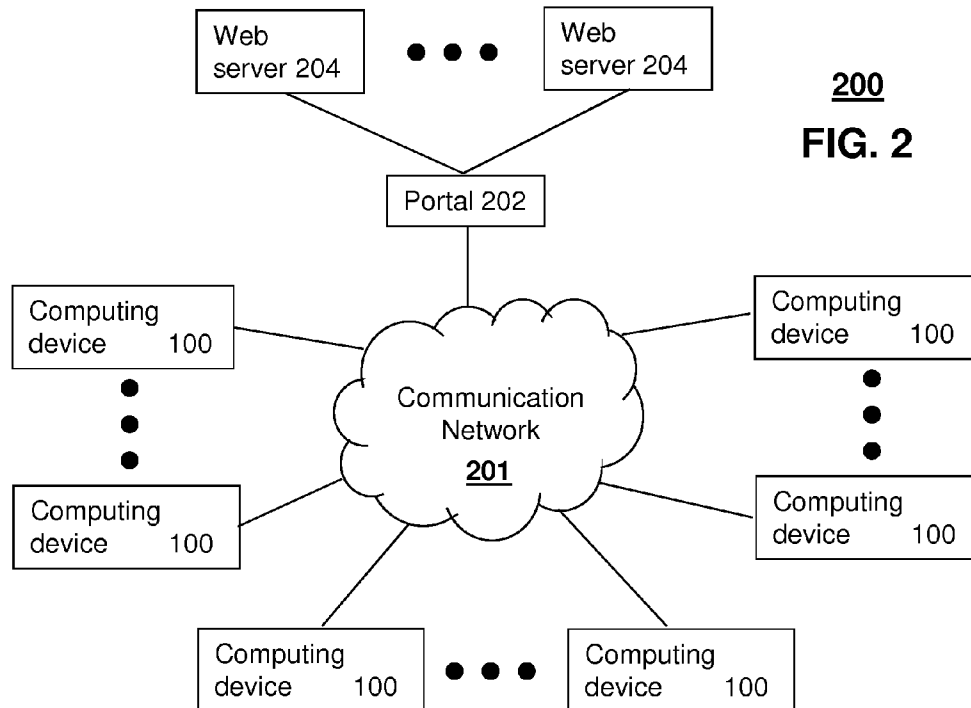 Web
server 204
Web
server 204
200
FIG. 2
Portal 202
Computing
device 100
Computing
device 100
Communication
Network
201
Computing
device 100
Computing
device 100
Computing
device 100
Computing
device 100